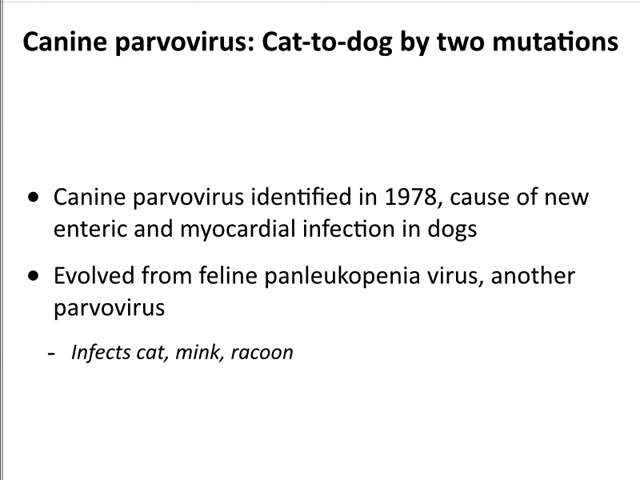 Canine parvovirus: Cat-to-dog by two mutations
● Canine parvovirus identified in 1978, cause of new
enteric and myocardial infection in dogs
● Evolved from feline panleukopenia virus, another
parvovirus
- Infects cat, mink, racoon